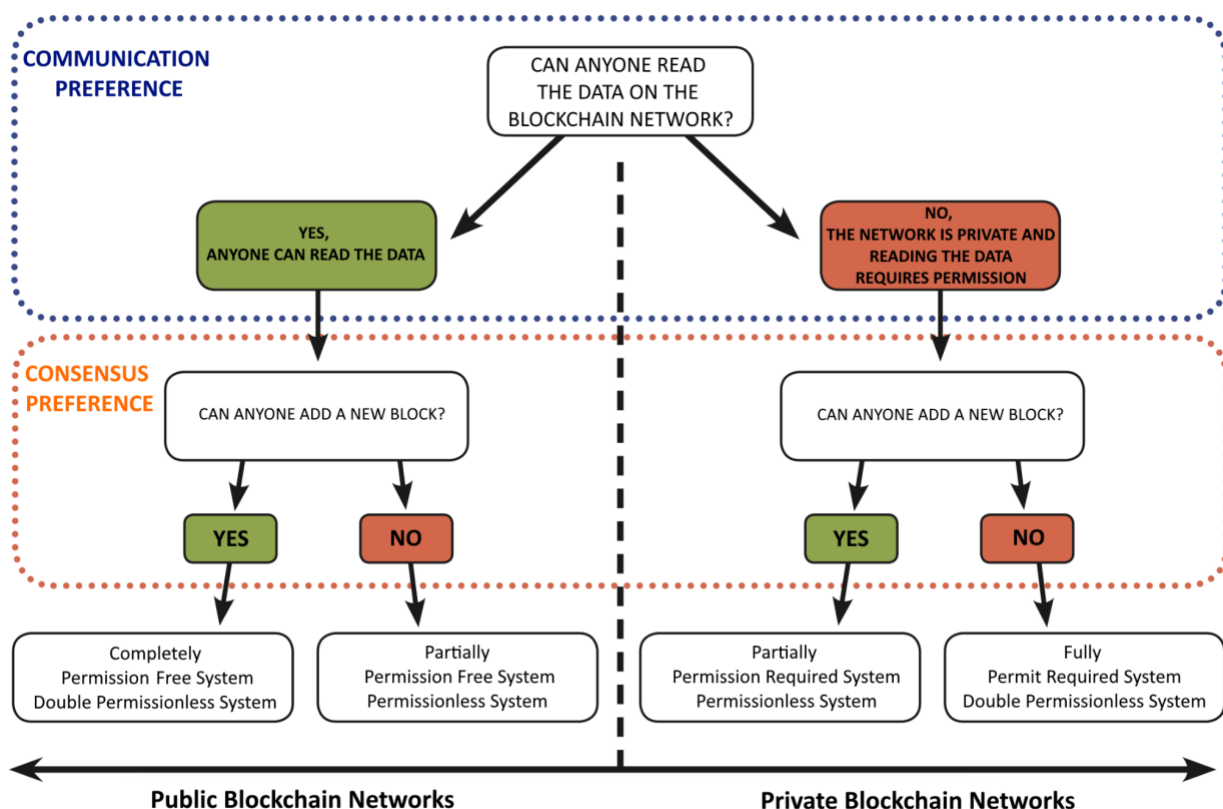 COMMUNICATION
PREFERENCE
CAN ANYONE READ
THE DATA ON THE
BLOCKCHAIN NETWORK?
YES,
ANYONE CAN READ THE DATA
NO,
THE NETWORK IS PRIVATE AND
READING THE DATA
REQUIRES PERMISSION
CONSENSUS
PREFERENCE
CAN ANYONE ADD A NEW BLOCK?
CAN ANYONE ADD A NEW BLOCK?
YES
NO
YES
NO
Completely
Permission Free System
Double Permissionless System
Partially
Permission Free System
Permissionless System
Partially
Permission Required System
Permissionless System
Fully
Permit Required System
Double Permissionless System
Public Blockchain Networks
Private Blockchain Networks